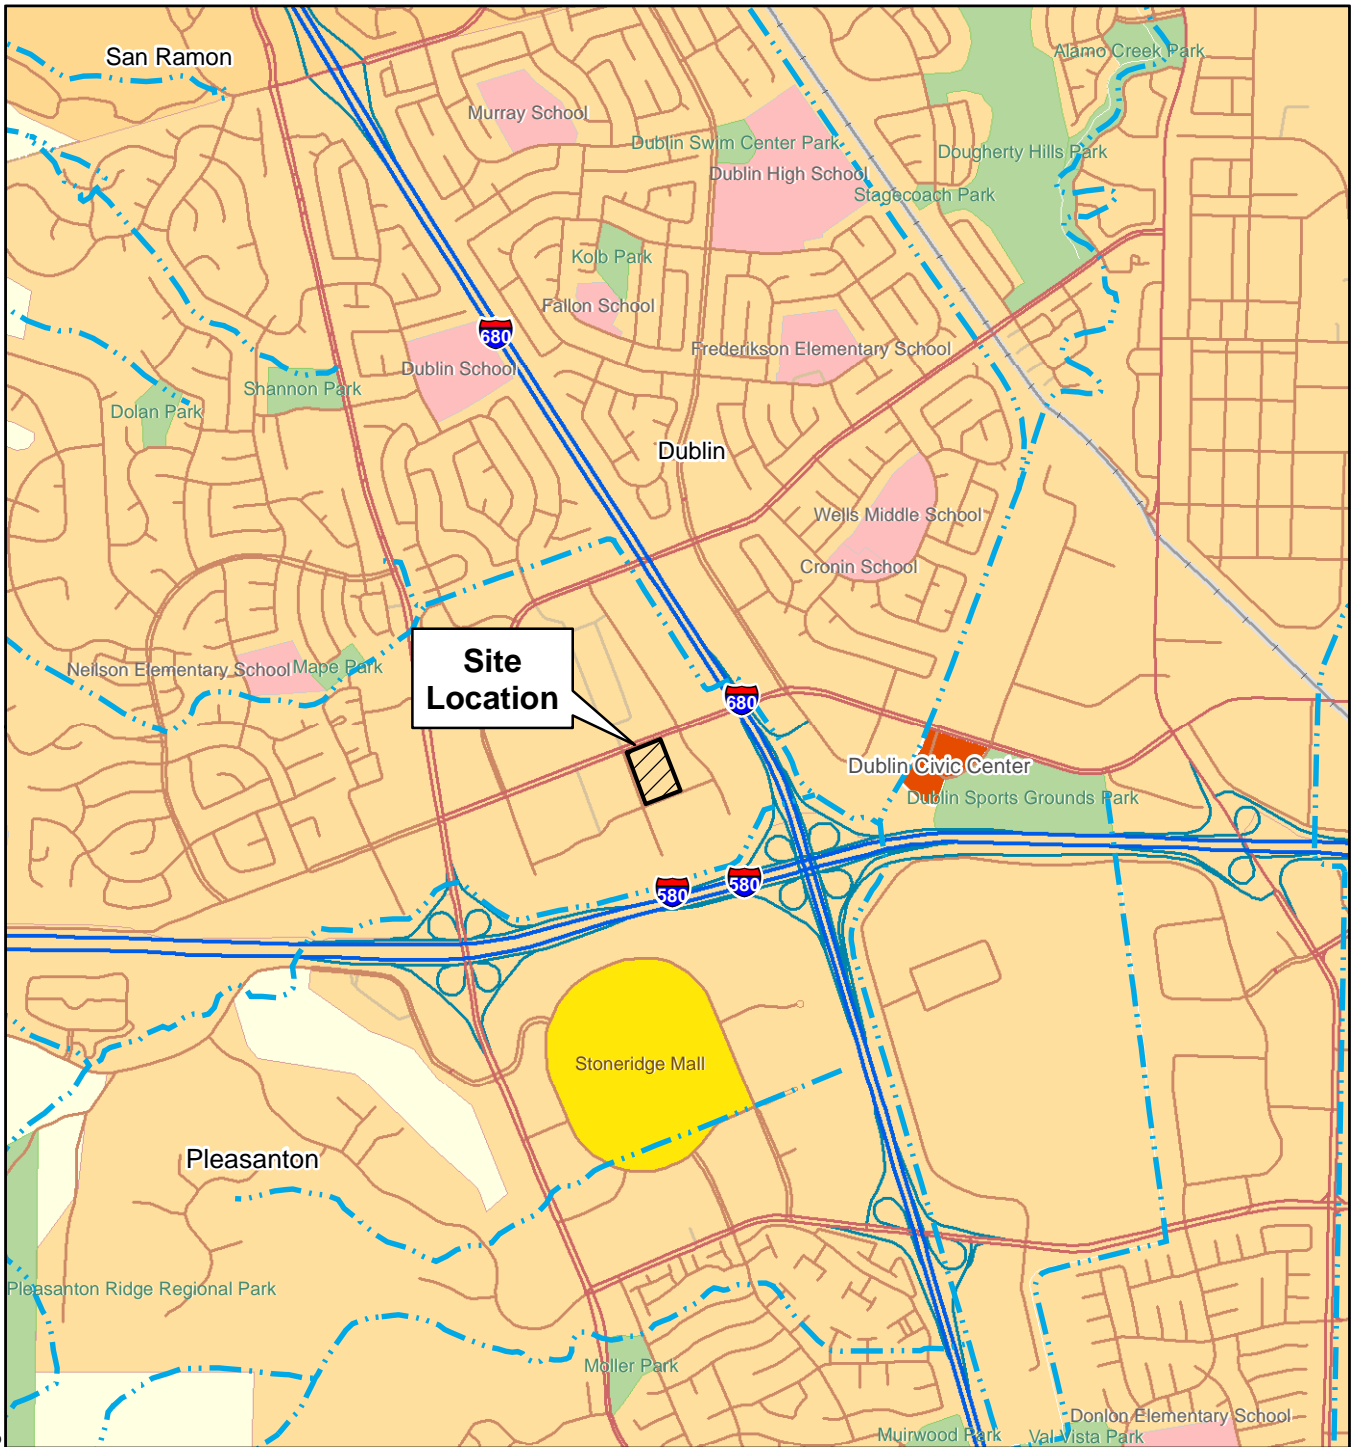 San Ramon
Alamo Creek Park
Murray School
Dublin Swim Center Park
Dougherty Hills Park
Dublin High School
Stagecoach Park
Kolb Park
Fallon School
680
Frederikson Elementary School
Dublin School
Shannon Park
Dolan Park
Dublin
Wells Middle School
Cronin School
Site
Location
Neilson Elementary School
Mape Park
680
Dublin Civic Center
Dublin Sports Grounds Park
580
580
Stoneridge Mall
Pleasanton
Pleasanton Ridge Regional Park
Moller Park
Donlon Elementary School
Muirwood Park
Val Vista Park